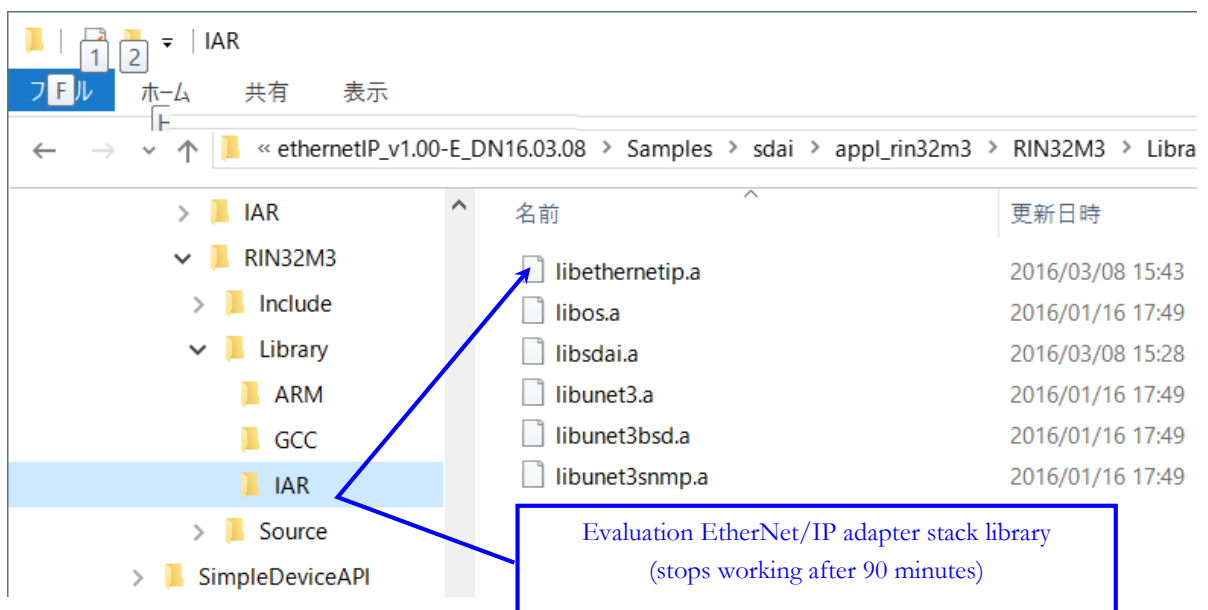 1 2 IAR
フ F ル ホーム 共有 表示
« ethernetIP_v1.00-E_DN16.03.08 > Samples > sdai > appl_rin32m3 > RIN32M3 > Libra
IAR
RIN32M3
Include
Library
ARM
GCC
IAR
Source
SimpleDeviceAPI
名前 更新日時
libethernetip.a 2016/03/08 15:43
libos.a 2016/01/16 17:49
libsdai.a 2016/03/08 15:28
libunet3.a 2016/01/16 17:49
libunet3bsd.a 2016/01/16 17:49
libunet3snmp.a 2016/01/16 17:49
Evaluation EtherNet/IP adapter stack library
(stops working after 90 minutes)